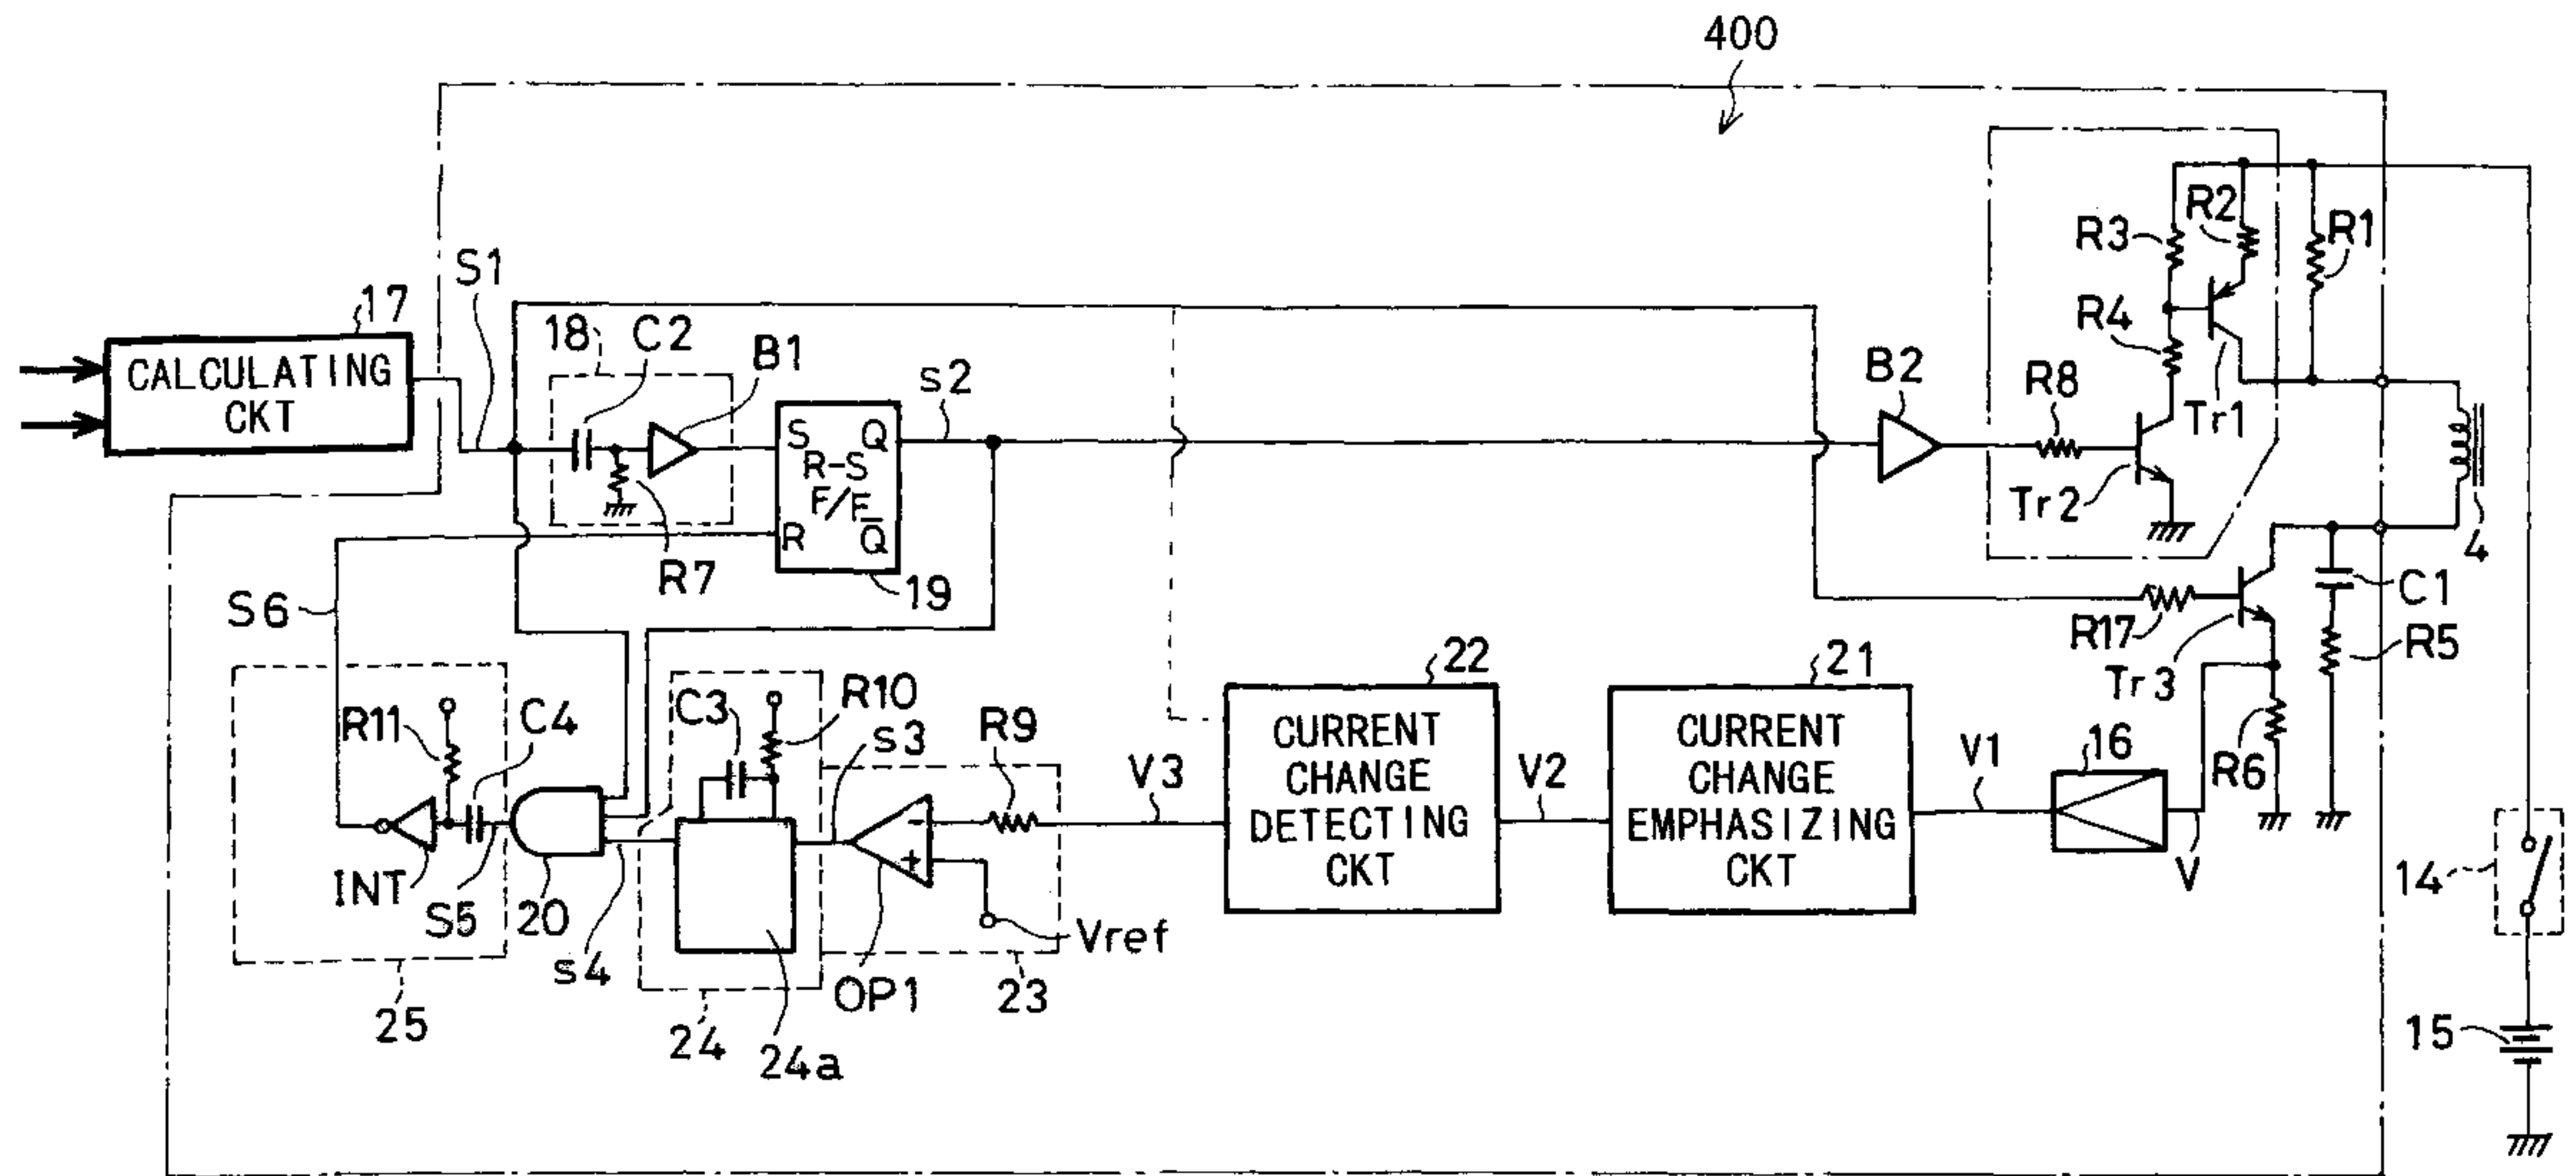 400
S1
17
CALCULATING
CKT
18
C2
B1
s2
S
Q
R-S
F/F
R
Q̄
R7
19
S6
B2
R8
R3
R2
R1
R4
Tr1
Tr2
4
C1
R17
R5
Tr3
R6
16
V
V1
21
CURRENT
CHANGE
EMPHASIZING
CKT
V2
22
CURRENT
CHANGE
DETECTING
CKT
V3
R9
s3
R10
C3
-
+
Vref
OP1
23
24
24a
s4
20
S5
C4
R11
INT
25
14
15